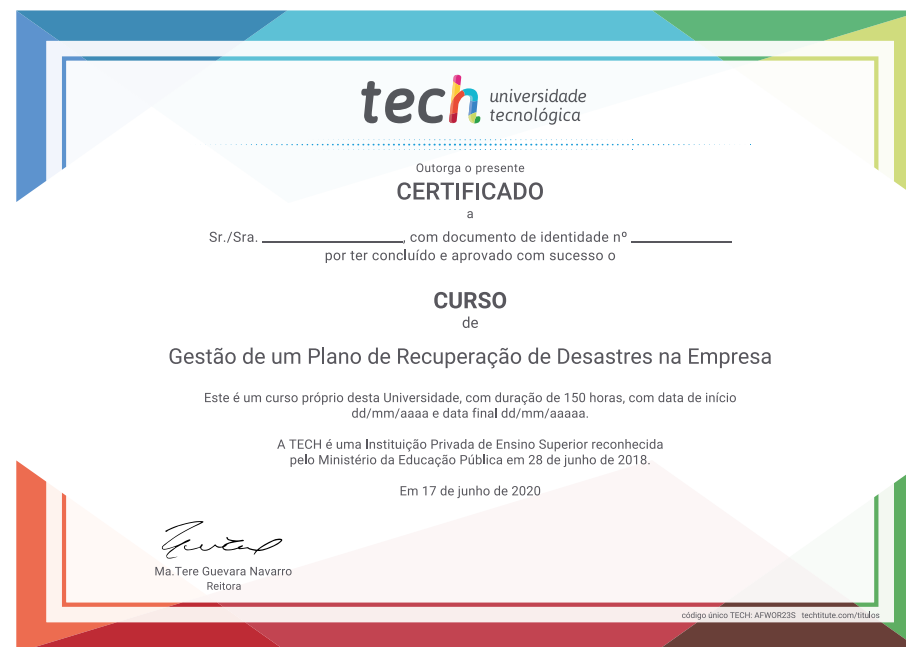 tech universidade
tecnológica
Outorga o presente
CERTIFICADO
a
Sr./Sra. ____________, com documento de identidade nº ____________
por ter concluído e aprovado com sucesso o
CURSO
de
Gestão de um Plano de Recuperação de Desastres na Empresa
Este é um curso próprio desta Universidade, com duração de 150 horas, com data de início
dd/mm/aaaa e data final dd/mm/aaaaa.
A TECH é uma Instituição Privada de Ensino Superior reconhecida
pelo Ministério da Educação Pública em 28 de junho de 2018.
Em 17 de junho de 2020
Ma.Tere Guevara Navarro
Reitora
código único TECH: AFWOR23S techtitute.com/títulos